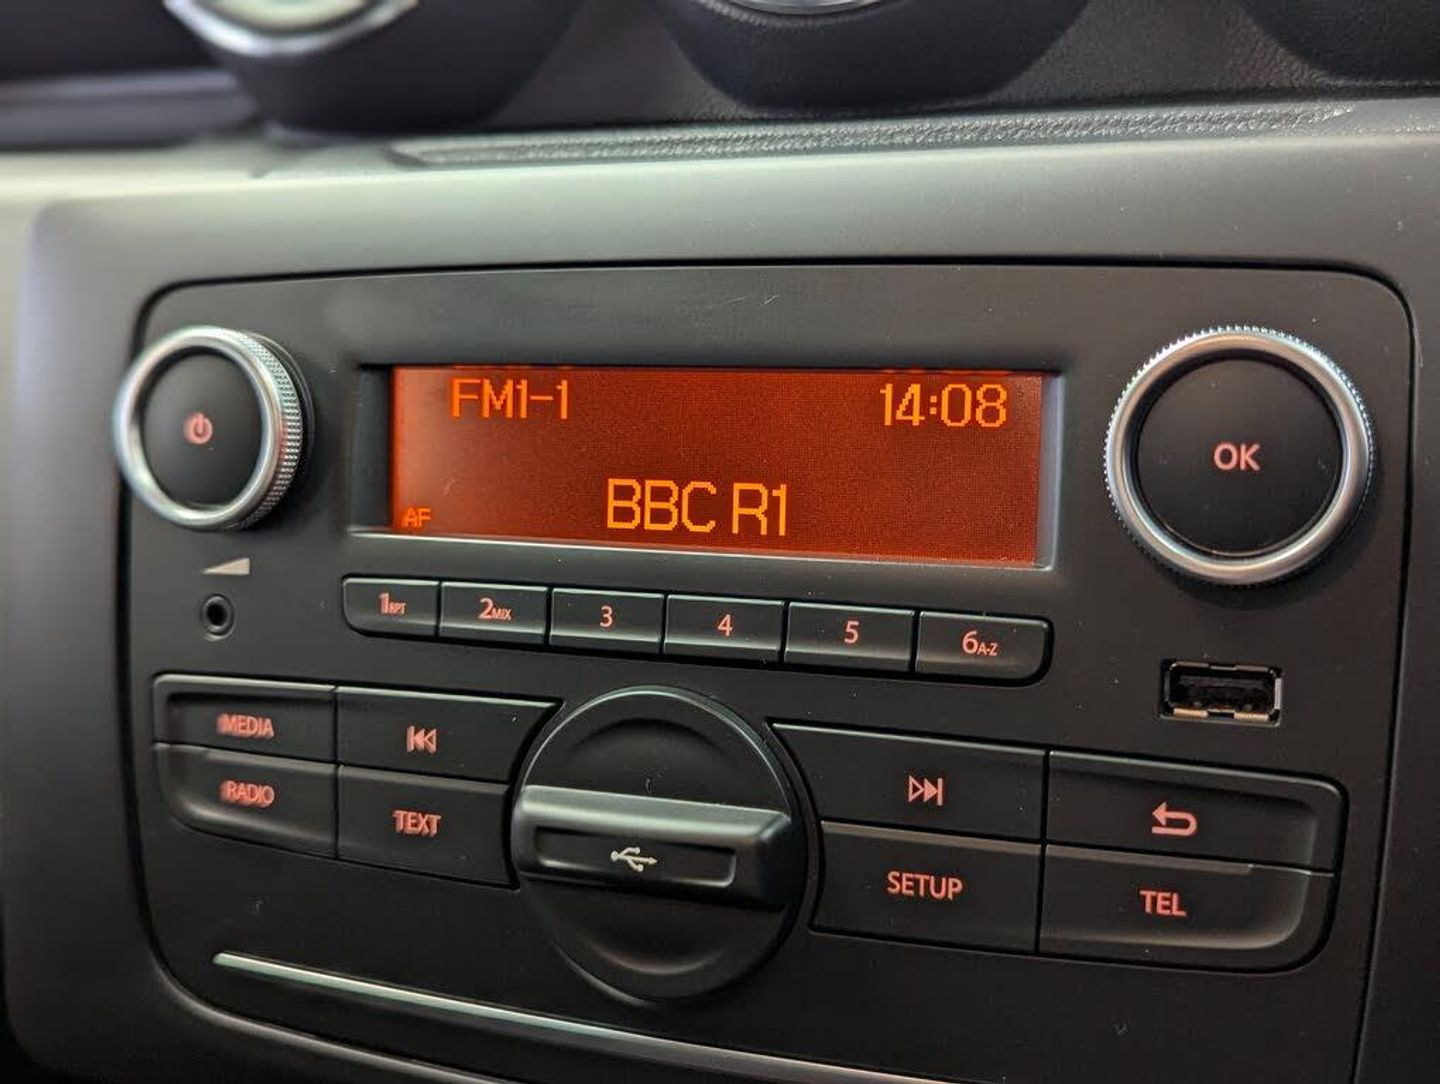 FM1-1 14:08
BBC R1
AF
OK
1RPT 2MIX 3 4 5 6A-Z
MEDIA
RADIO TEXT
SETUP TEL